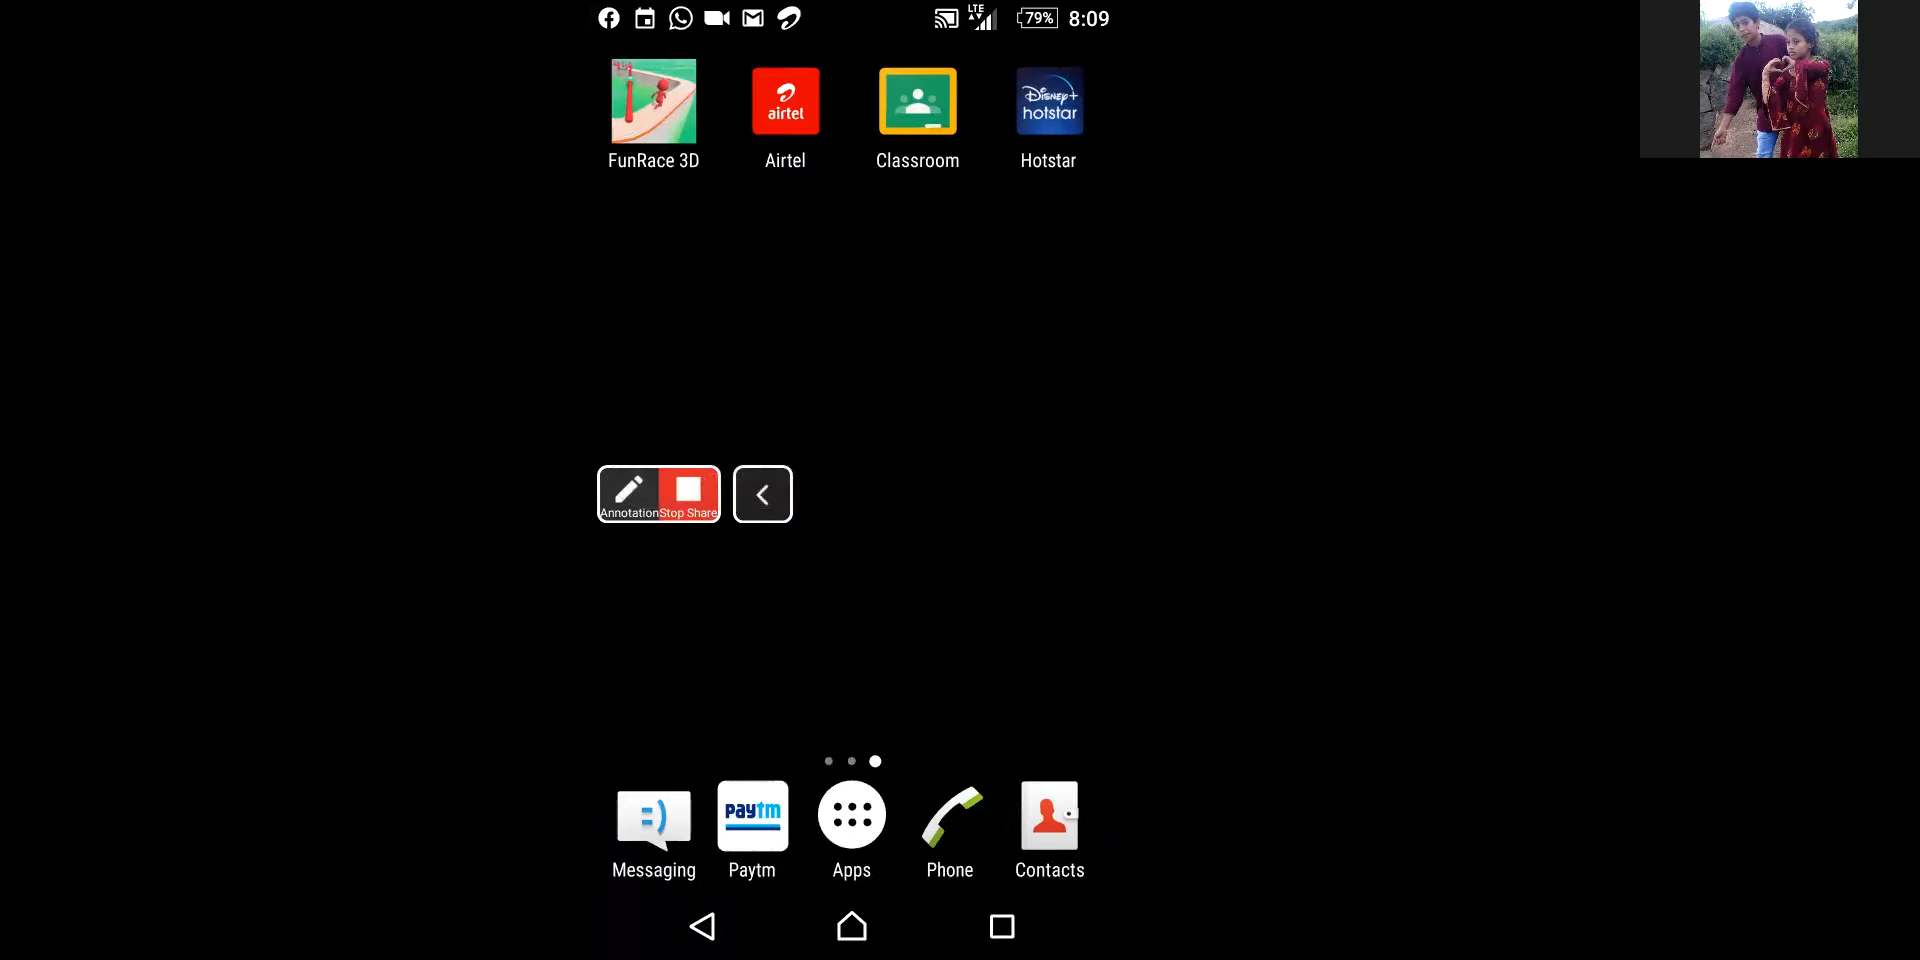 LTE
79%
8:09
airtel
Disney+
hotstar
FunRace 3D
Airtel
Classroom
Hotstar
Annotation
Stop Share
paytm
Messaging
Paytm
Apps
Phone
Contacts